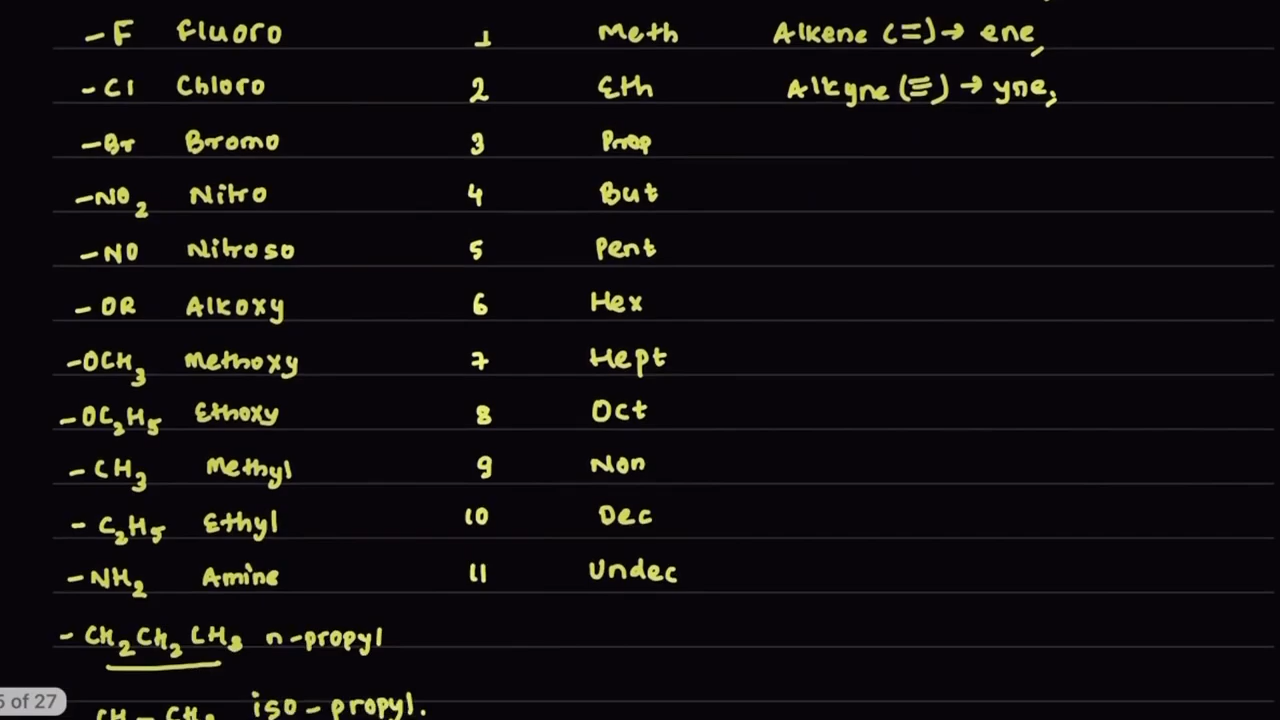 -F Fluoro 1 Meth Alkene (=) → ene,
-Cl Chloro 2 Eth Alkyne (≡) → yne,
-Br Bromo 3 Prop
-NO₂ Nitro 4 But
-NO Nitroso 5 Pent
-OR Alkoxy 6 Hex
-OCH₃ Methoxy 7 Hept
-OC₂H₅ Ethoxy 8 Oct
-CH₃ Methyl 9 Non
-C₂H₅ Ethyl 10 Dec
-NH₂ Amine 11 Undec
-CH₂CH₂CH₃ n-propyl
iso-propyl.
of 27